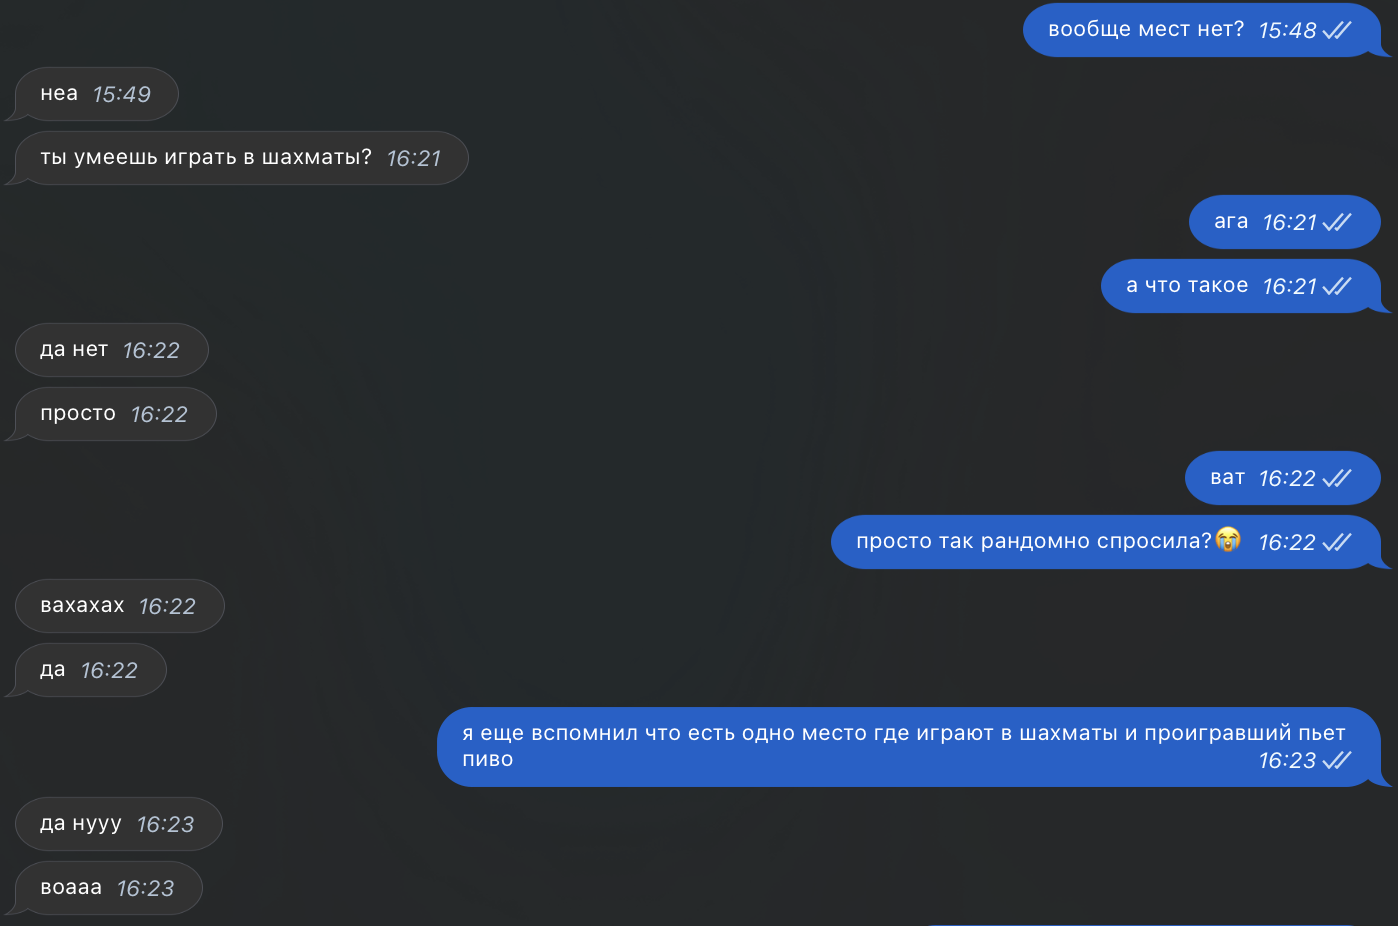 вообще мест нет? 15:48
неа 15:49
ты умеешь играть в шахматы? 16:21
ага 16:21
а что такое 16:21
да нет 16:22
просто 16:22
ват 16:22
просто так рандомно спросила?😭 16:22
вахахах 16:22
да 16:22
я еще вспомнил что есть одно место где играют в шахматы и проигравший пьет
пиво 16:23
да нууу 16:23
воааа 16:23